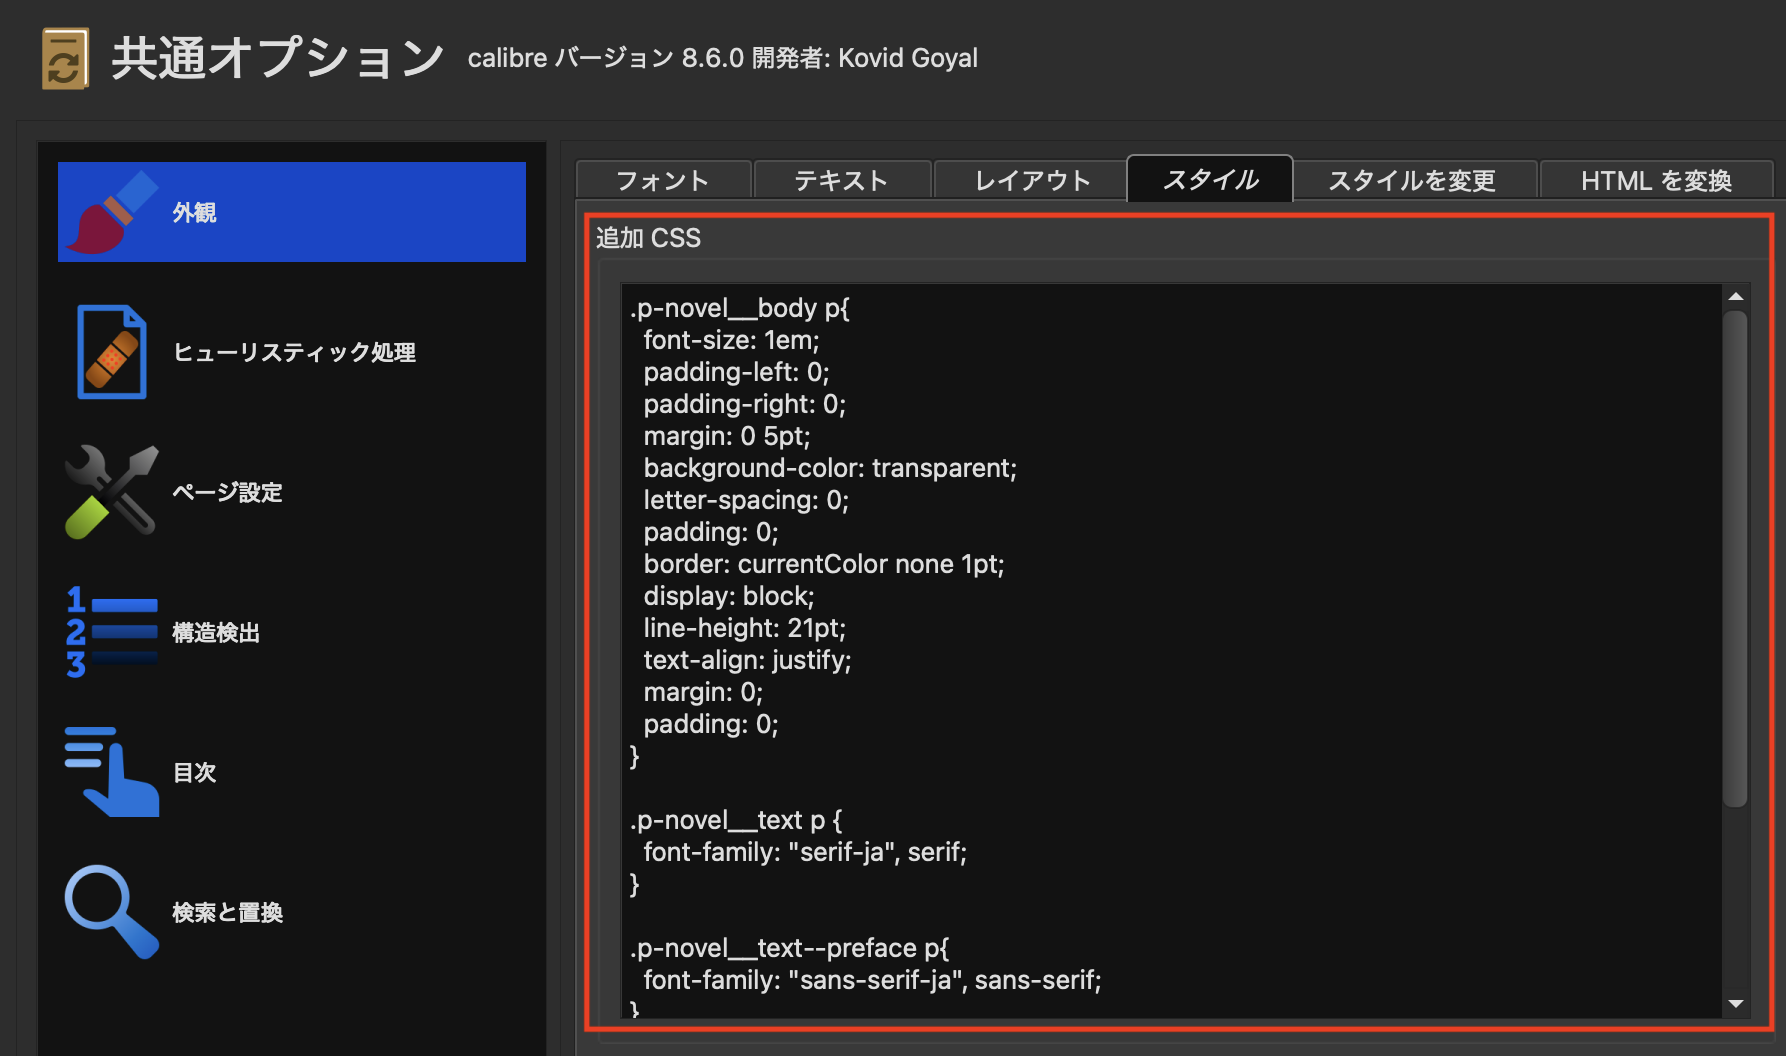 共通オプション calibre バージョン 8.6.0 開発者: Kovid Goyal
外観
ヒューリスティック処理
ページ設定
1
2
3
構造検出
目次
検索と置換
フォント テキスト レイアウト スタイル スタイルを変更 HTML を変換
追加 CSS
.p-novel__body p{
  font-size: 1em;
  padding-left: 0;
  padding-right: 0;
  margin: 0 5pt;
  background-color: transparent;
  letter-spacing: 0;
  padding: 0;
  border: currentColor none 1pt;
  display: block;
  line-height: 21pt;
  text-align: justify;
  margin: 0;
  padding: 0;
}
.p-novel__text p {
  font-family: "serif-ja", serif;
}
.p-novel__text--preface p{
  font-family: "sans-serif-ja", sans-serif;
}